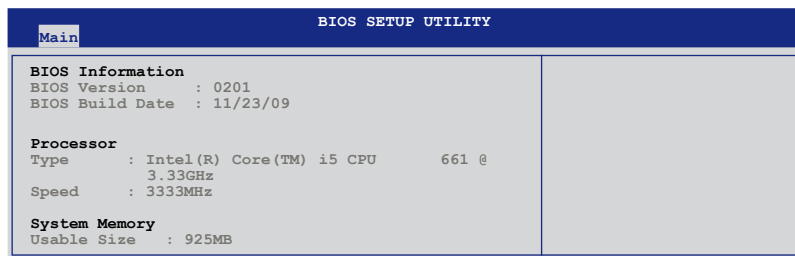 BIOS SETUP UTILITY
Main
BIOS Information
BIOS Version : 0201
BIOS Build Date : 11/23/09
Processor
Type : Intel(R) Core(TM) i5 CPU 661 @
3.33GHz
Speed : 3333MHz
System Memory
Usable Size : 925MB